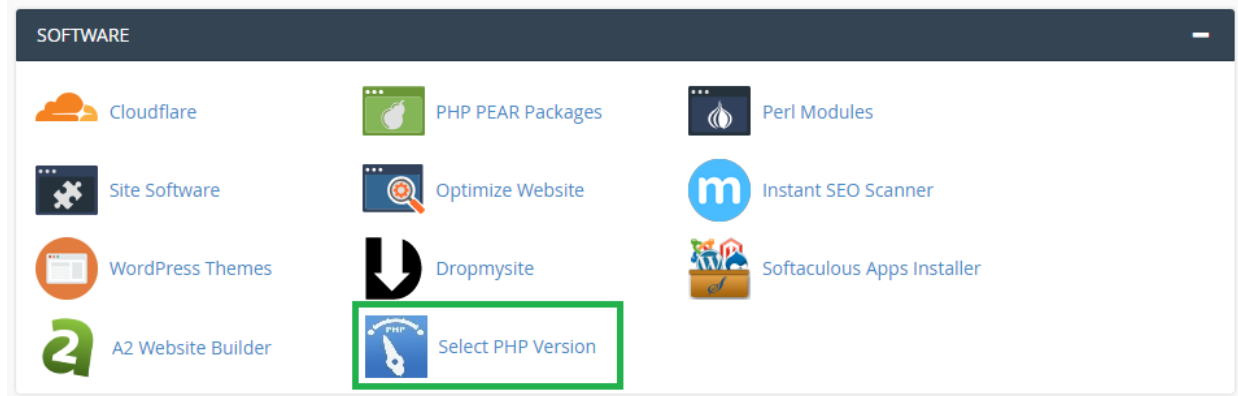 SOFTWARE
Cloudflare
PHP PEAR Packages
Perl Modules
Site Software
Optimize Website
m
Instant SEO Scanner
WordPress Themes
Dropmysite
Softaculous Apps Installer
A2 Website Builder
PHP
Select PHP Version